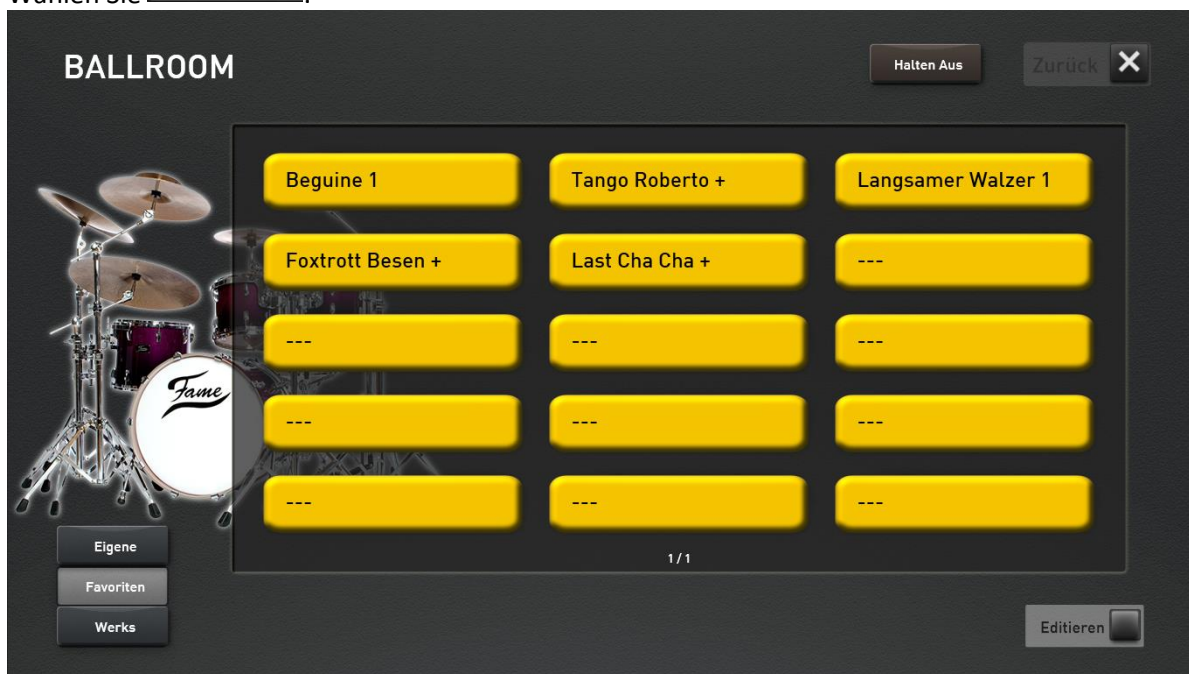 BALLROOM
Halten Aus
Zurück
Beguine 1
Tango Roberto +
Langsamer Walzer 1
Foxtrott Besen +
Last Cha Cha +
---
---
---
---
---
---
---
---
---
---
Fame
Eigene
Favoriten
Werks
1/1
Editieren